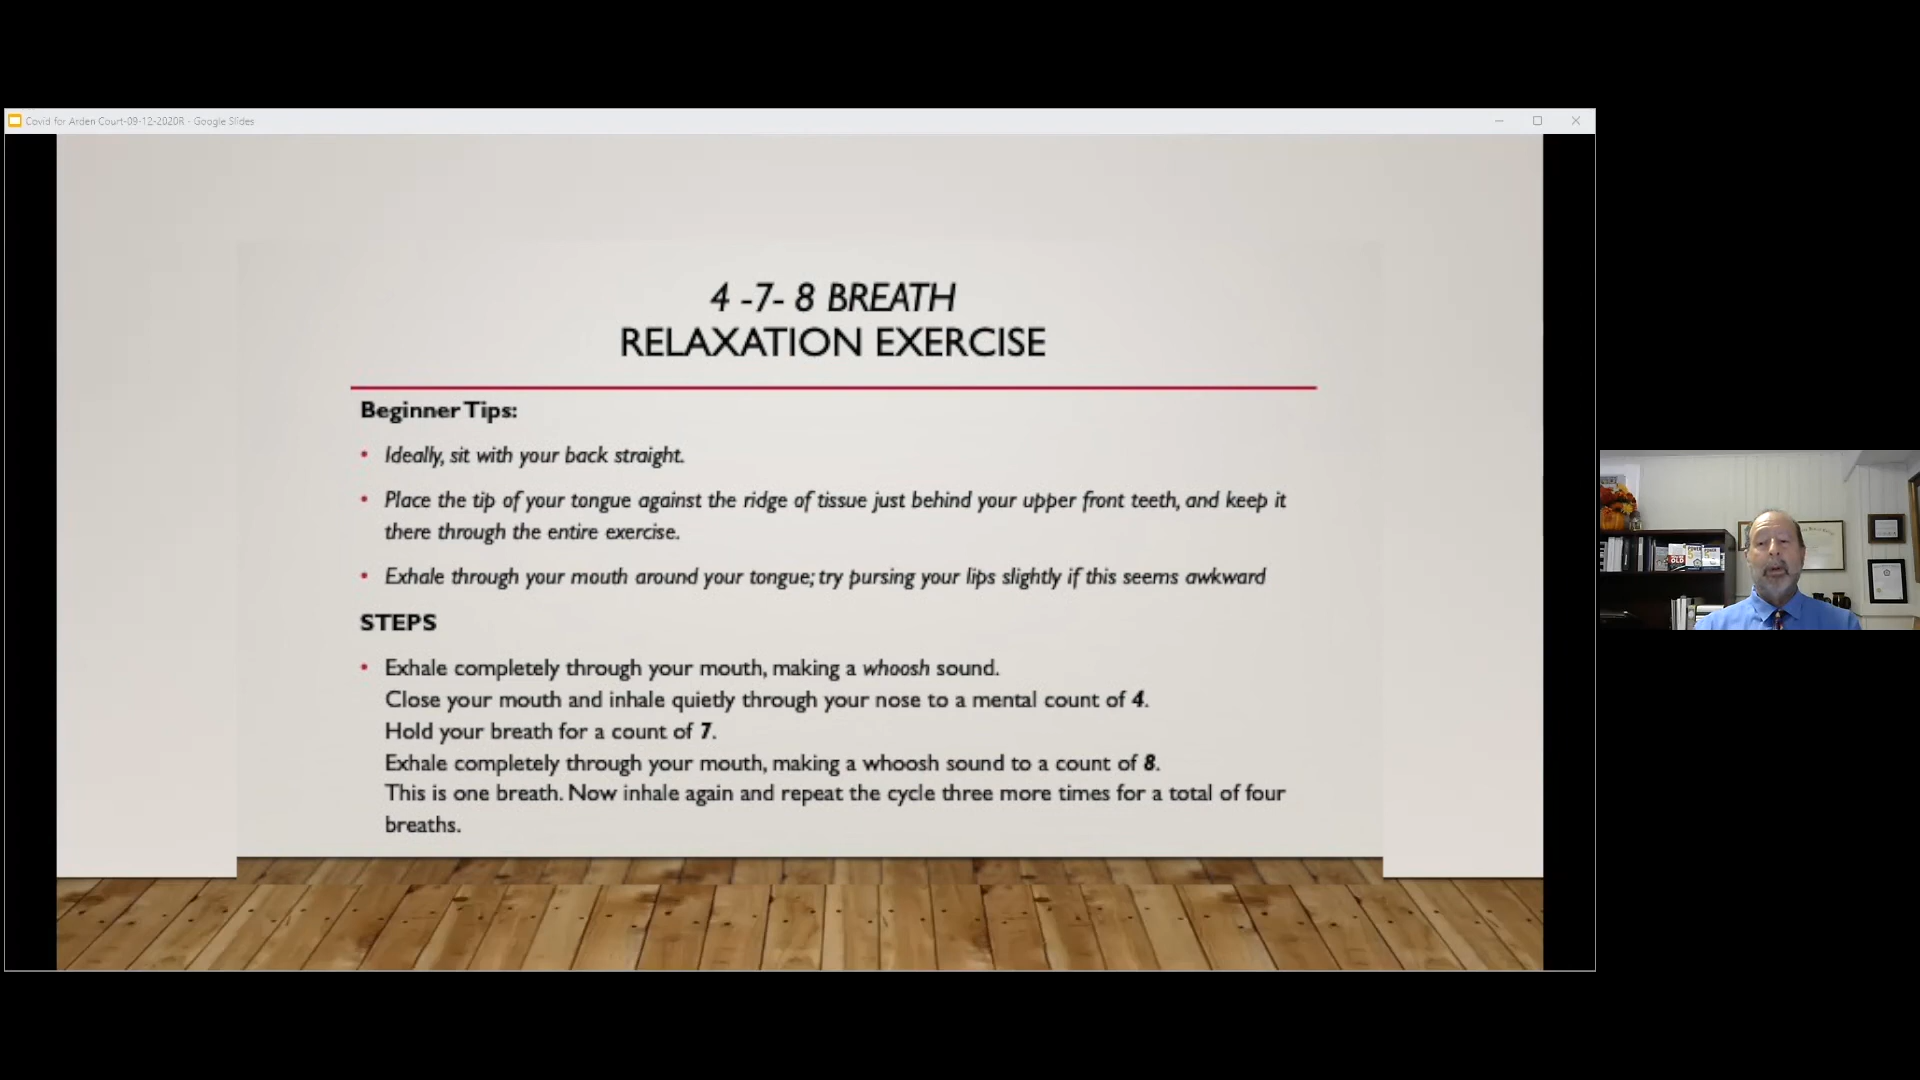 Covid for Arden Court-09-12-2020R - Google Slides
4 -7- 8 BREATH
RELAXATION EXERCISE
Beginner Tips:
• Ideally, sit with your back straight.
• Place the tip of your tongue against the ridge of tissue just behind your upper front teeth, and keep it
there through the entire exercise.
• Exhale through your mouth around your tongue; try pursing your lips slightly if this seems awkward
STEPS
• Exhale completely through your mouth, making a whoosh sound.
Close your mouth and inhale quietly through your nose to a mental count of 4.
Hold your breath for a count of 7.
Exhale completely through your mouth, making a whoosh sound to a count of 8.
This is one breath. Now inhale again and repeat the cycle three more times for a total of four
breaths.